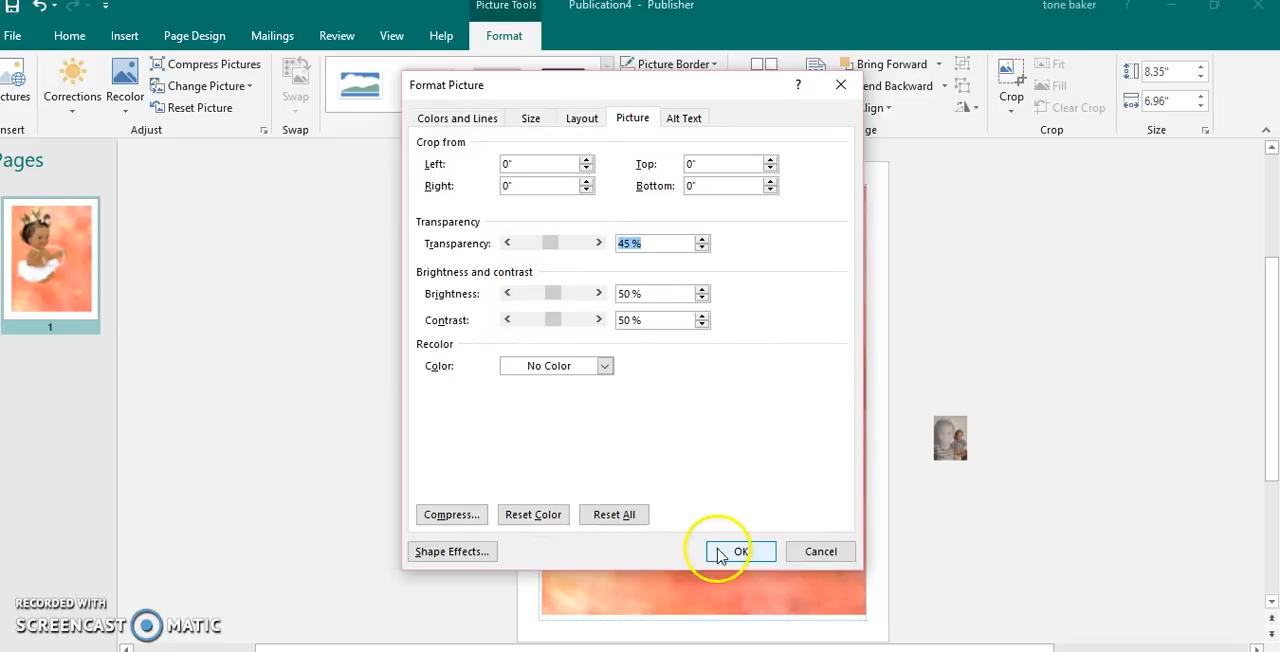 Picture Tools Publication4 - Publisher tone baker ?
File Home Insert Page Design Mailings Review View Help Format
Compress Pictures
Change Picture
Reset Picture
Corrections Recolor
Adjust
Swap
Swap
Picture Border
Bring Forward
Crop
Fit
Fill
Clear Crop
Crop
8.35"
6.96"
Size
Pages
1
Format Picture ?
Colors and Lines Size Layout Picture Alt Text
Crop from
Left: 0" Top: 0"
Right: 0" Bottom: 0"
Transparency
Transparency: 45 %
Brightness and contrast
Brightness: 50 %
Contrast: 50 %
Recolor
Color: No Color
Compress... Reset Color Reset All
Shape Effects... OK Cancel
RECORDED WITH
SCREENCAST MATIC